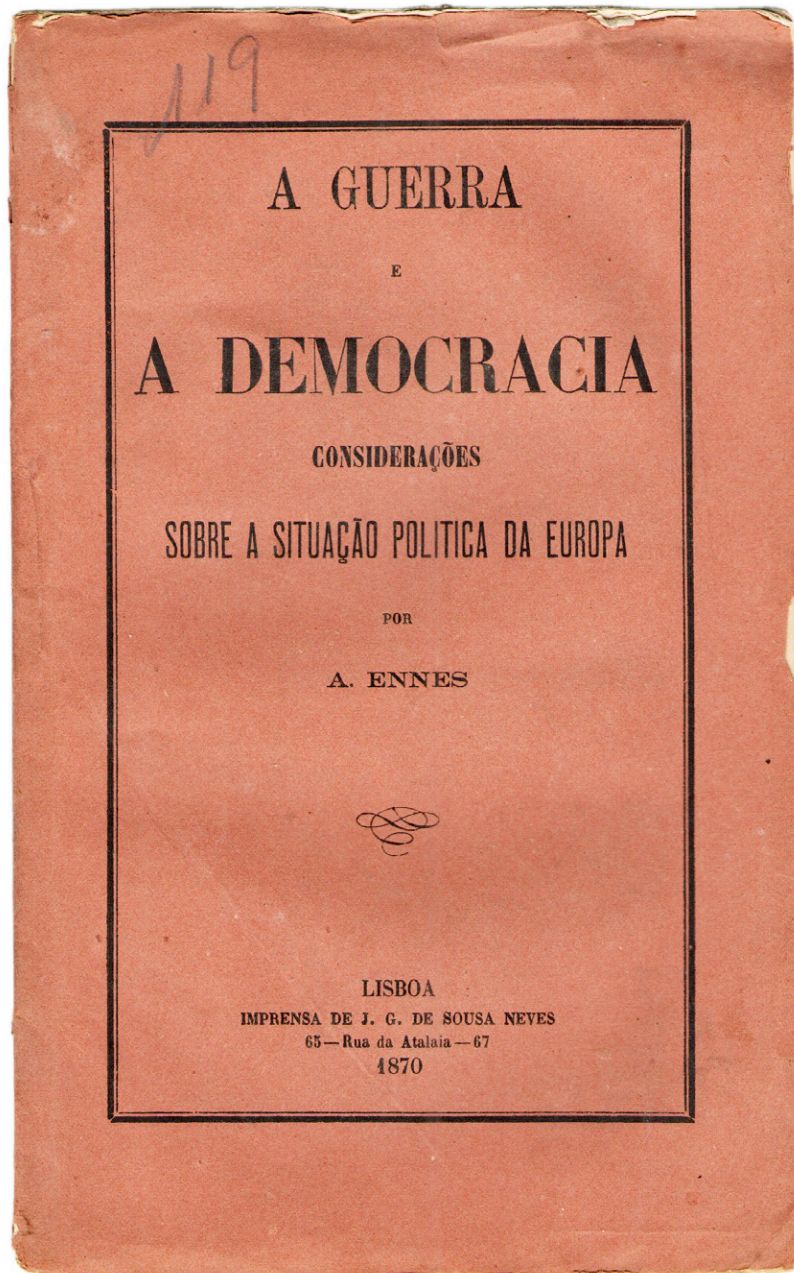 119
A GUERRA
E
A DEMOCRACIA
CONSIDERAÇÕES
SOBRE A SITUAÇÃO POLITICA DA EUROPA
POR
A. ENNES
LISBOA
IMPRENSA DE J. G. DE SOUSA NEVES
65—Rua da Atalaia—67
1870